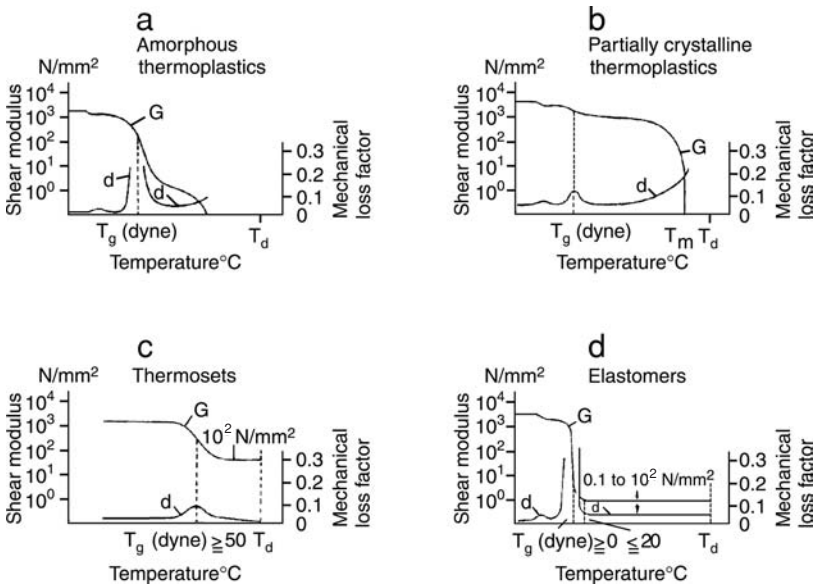 a
Amorphous
thermoplastics
N/mm²
Shear modulus
10⁴
10³
10²
10¹
10⁰
G
d
d
0.3
0.2
0.1
0
Mechanical
loss factor
T_g (dyne)
T_d
Temperature°C
b
Partially crystalline
thermoplastics
N/mm²
Shear modulus
10⁴
10³
10²
10¹
10⁰
G
d
0.3
0.2
0.1
0
Mechanical
loss factor
T_g (dyne)
T_m T_d
Temperature°C
c
Thermosets
N/mm²
Shear modulus
10⁴
10³
10²
10¹
10⁰
G
10² N/mm²
d
0.3
0.2
0.1
0
Mechanical
loss factor
T_g (dyne) ≧50 T_d
Temperature°C
d
Elastomers
N/mm²
Shear modulus
10⁴
10³
10²
10¹
10⁰
G
0.1 to 10² N/mm²
d
d
0.3
0.2
0.1
0
Mechanical
loss factor
T_g (dyne)≧0 ≦20 T_d
Temperature°C